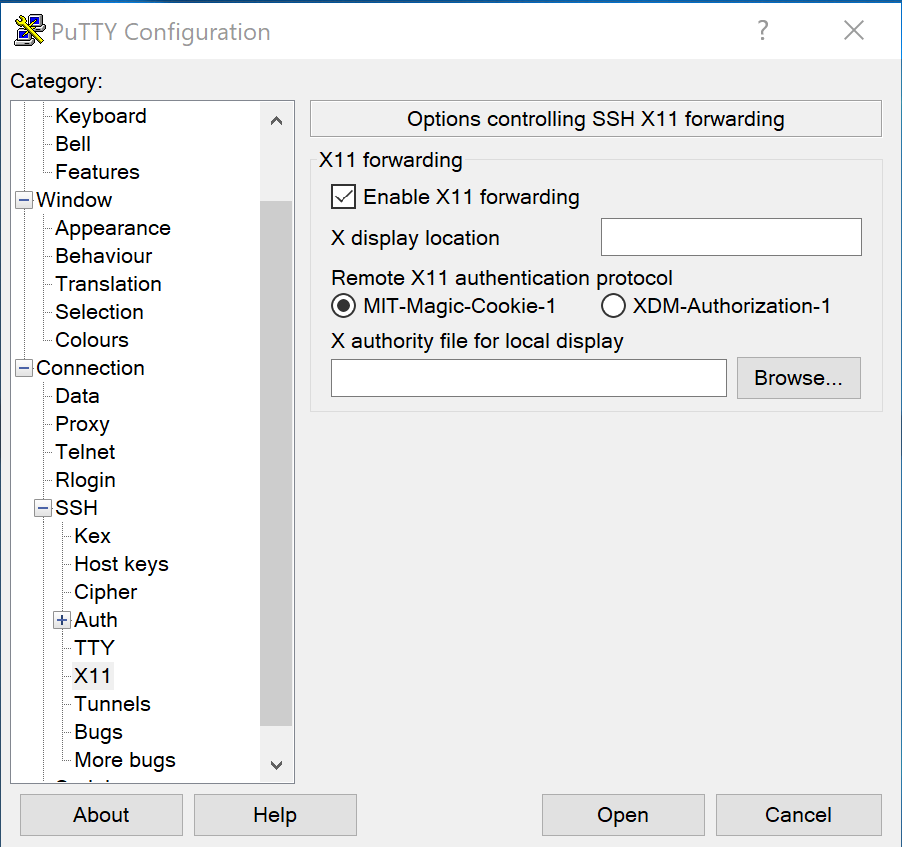 PuTTY Configuration
?
Category:
Keyboard
Bell
Features
Window
Appearance
Behaviour
Translation
Selection
Colours
Connection
Data
Proxy
Telnet
Rlogin
SSH
Kex
Host keys
Cipher
Auth
TTY
X11
Tunnels
Bugs
More bugs
Options controlling SSH X11 forwarding
X11 forwarding
Enable X11 forwarding
X display location
Remote X11 authentication protocol
MIT-Magic-Cookie-1 XDM-Authorization-1
X authority file for local display
Browse...
About Help Open Cancel